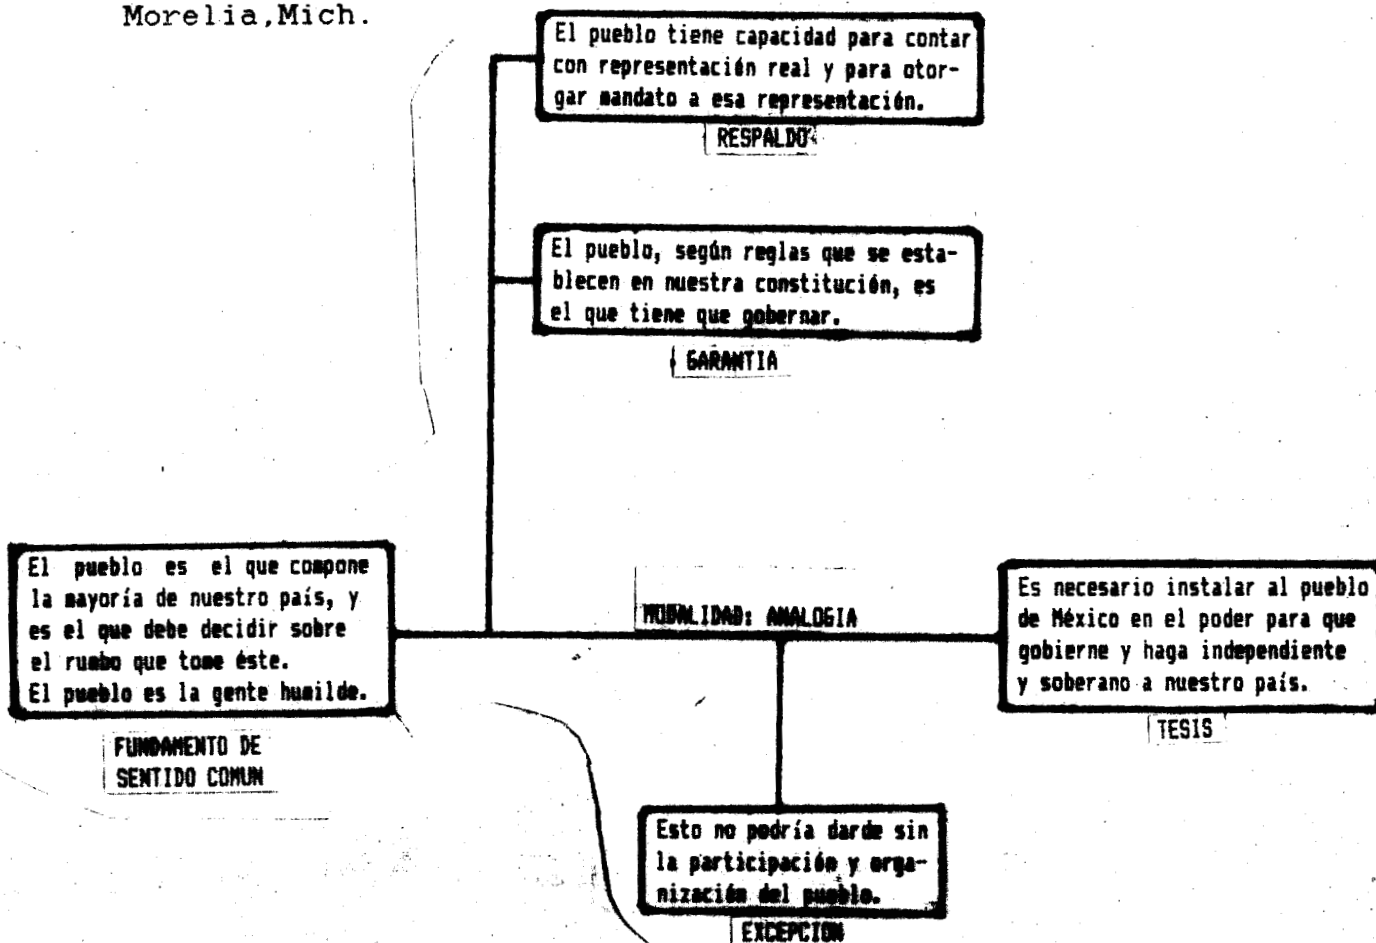 Morelia,Mich.
El pueblo tiene capacidad para contar
con representación real y para otor-
gar mandato a esa representación.
RESPALDO
El pueblo, según reglas que se esta-
blecen en nuestra constitución, es
el que tiene que gobernar.
GARANTIA
El pueblo es el que compone
la mayoría de nuestro país, y
es el que debe decidir sobre
el rumbo que tome éste.
El pueblo es la gente humilde.
FUNDAMENTO DE
SENTIDO COMUN
MODALIDAD: ANALOGIA
Es necesario instalar al pueblo
de México en el poder para que
gobierne y haga independiente
y soberano a nuestro país.
TESIS
Esto no podría darde sin
la participación y orga-
nización del pueblo.
EXCEPCION